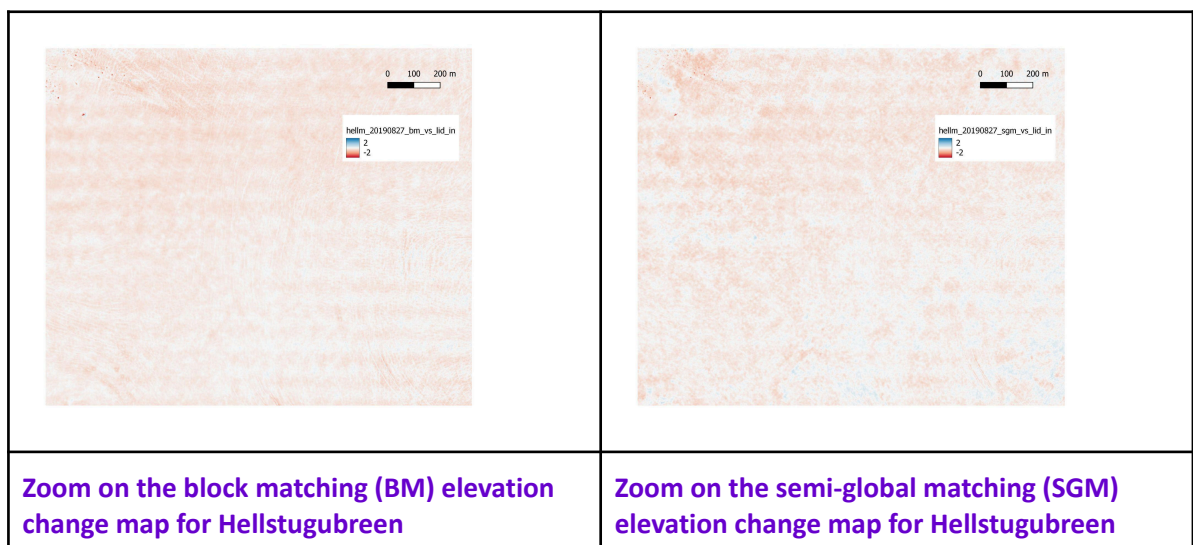 0 100 200 m
hellm_20190827_bm_vs_lid_in
2
-2
0 100 200 m
hellm_20190827_sgm_vs_lid_in
2
-2
Zoom on the block matching (BM) elevation
change map for Hellstugubreen
Zoom on the semi-global matching (SGM)
elevation change map for Hellstugubreen